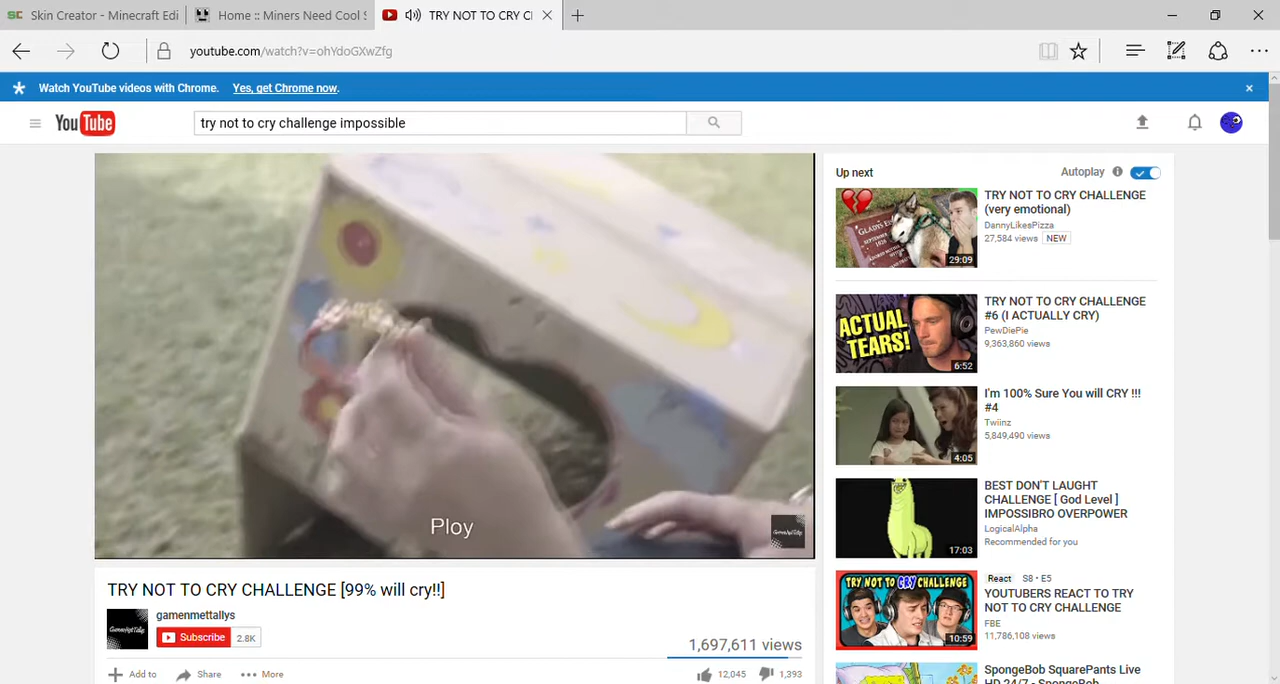 SC Skin Creator - Minecraft Edi
Home :: Miners Need Cool S
TRY NOT TO CRY C
youtube.com/watch?v=ohYdoGXwZfg
Watch YouTube videos with Chrome. Yes, get Chrome now.
YouTube
try not to cry challenge impossible
Ploy
TRY NOT TO CRY CHALLENGE [99% will cry!!]
gamenmettallys
Subscribe 2.8K
1,697,611 views
Add to Share More
12,045 1,393
Up next
Autoplay
TRY NOT TO CRY CHALLENGE
(very emotional)
DannyLikesPizza
27,584 views NEW
29:09
ACTUAL
TEARS!
6:52
TRY NOT TO CRY CHALLENGE
#6 (I ACTUALLY CRY)
PewDiePie
9,363,860 views
4:05
I'm 100% Sure You will CRY !!!
#4
Twiinz
5,849,490 views
17:03
BEST DON'T LAUGHT
CHALLENGE [ God Level ]
IMPOSSIBRO OVERPOWER
LogicalAlpha
Recommended for you
TRY NOT TO CRY CHALLENGE
10:59
React S8 • E5
YOUTUBERS REACT TO TRY
NOT TO CRY CHALLENGE
FBE
11,786,108 views
SpongeBob SquarePants Live